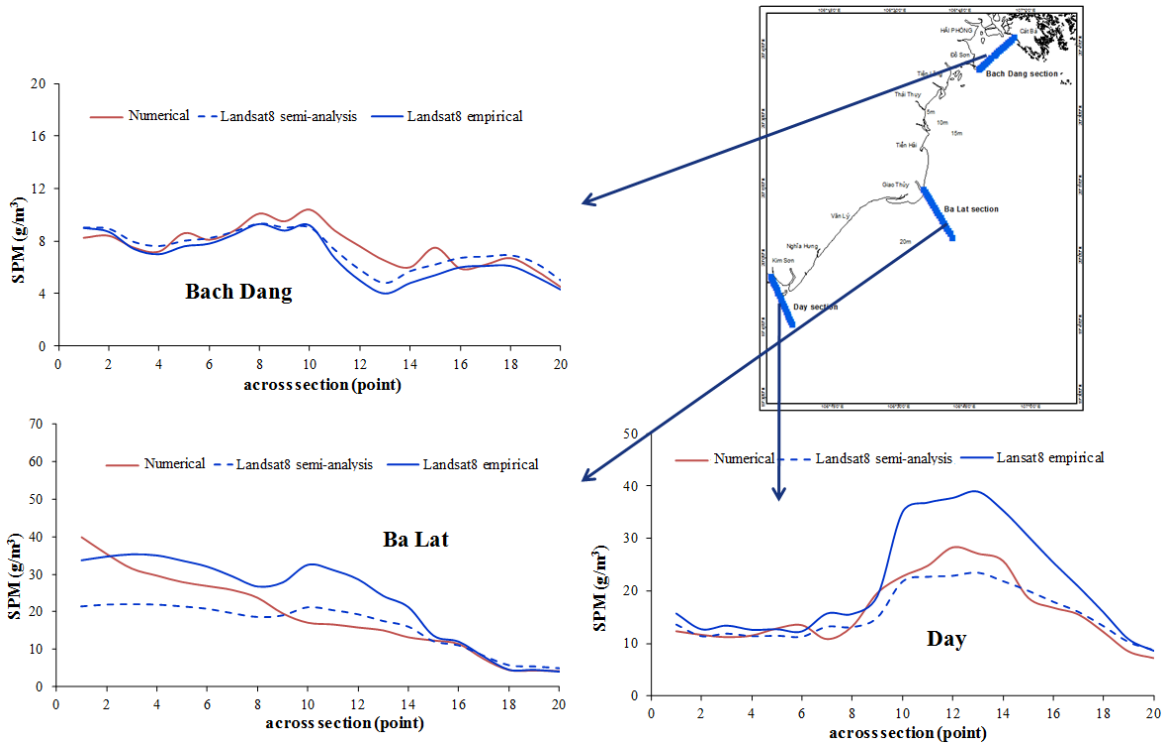 20
16
12
8
4
0
SPM (g/m³)
Numerical
Landsat8 semi-analysis
Landsat8 empirical
Bach Dang
0 2 4 6 8 10 12 14 16 18 20
across section (point)
HẢI PHÒNG
Cát Bà
Đồ Sơn
Bach Dang section
Tiên Lãng
Thái Thụy
5m
10m
15m
Tiền Hải
Giao Thủy
Ba Lat section
Văn Lý
20m
Nghĩa Hưng
Kim Sơn
Day section
70
60
50
40
30
20
10
0
SPM (g/m³)
Numerical
Landsat8 semi-analysis
Landsat8 empirical
Ba Lat
0 2 4 6 8 10 12 14 16 18 20
across section (point)
50
40
30
20
10
0
SPM (g/m³)
Numerical
Landsat8 semi-analysis
Lansat8 empirical
Day
0 2 4 6 8 10 12 14 16 18 20
across section (point)